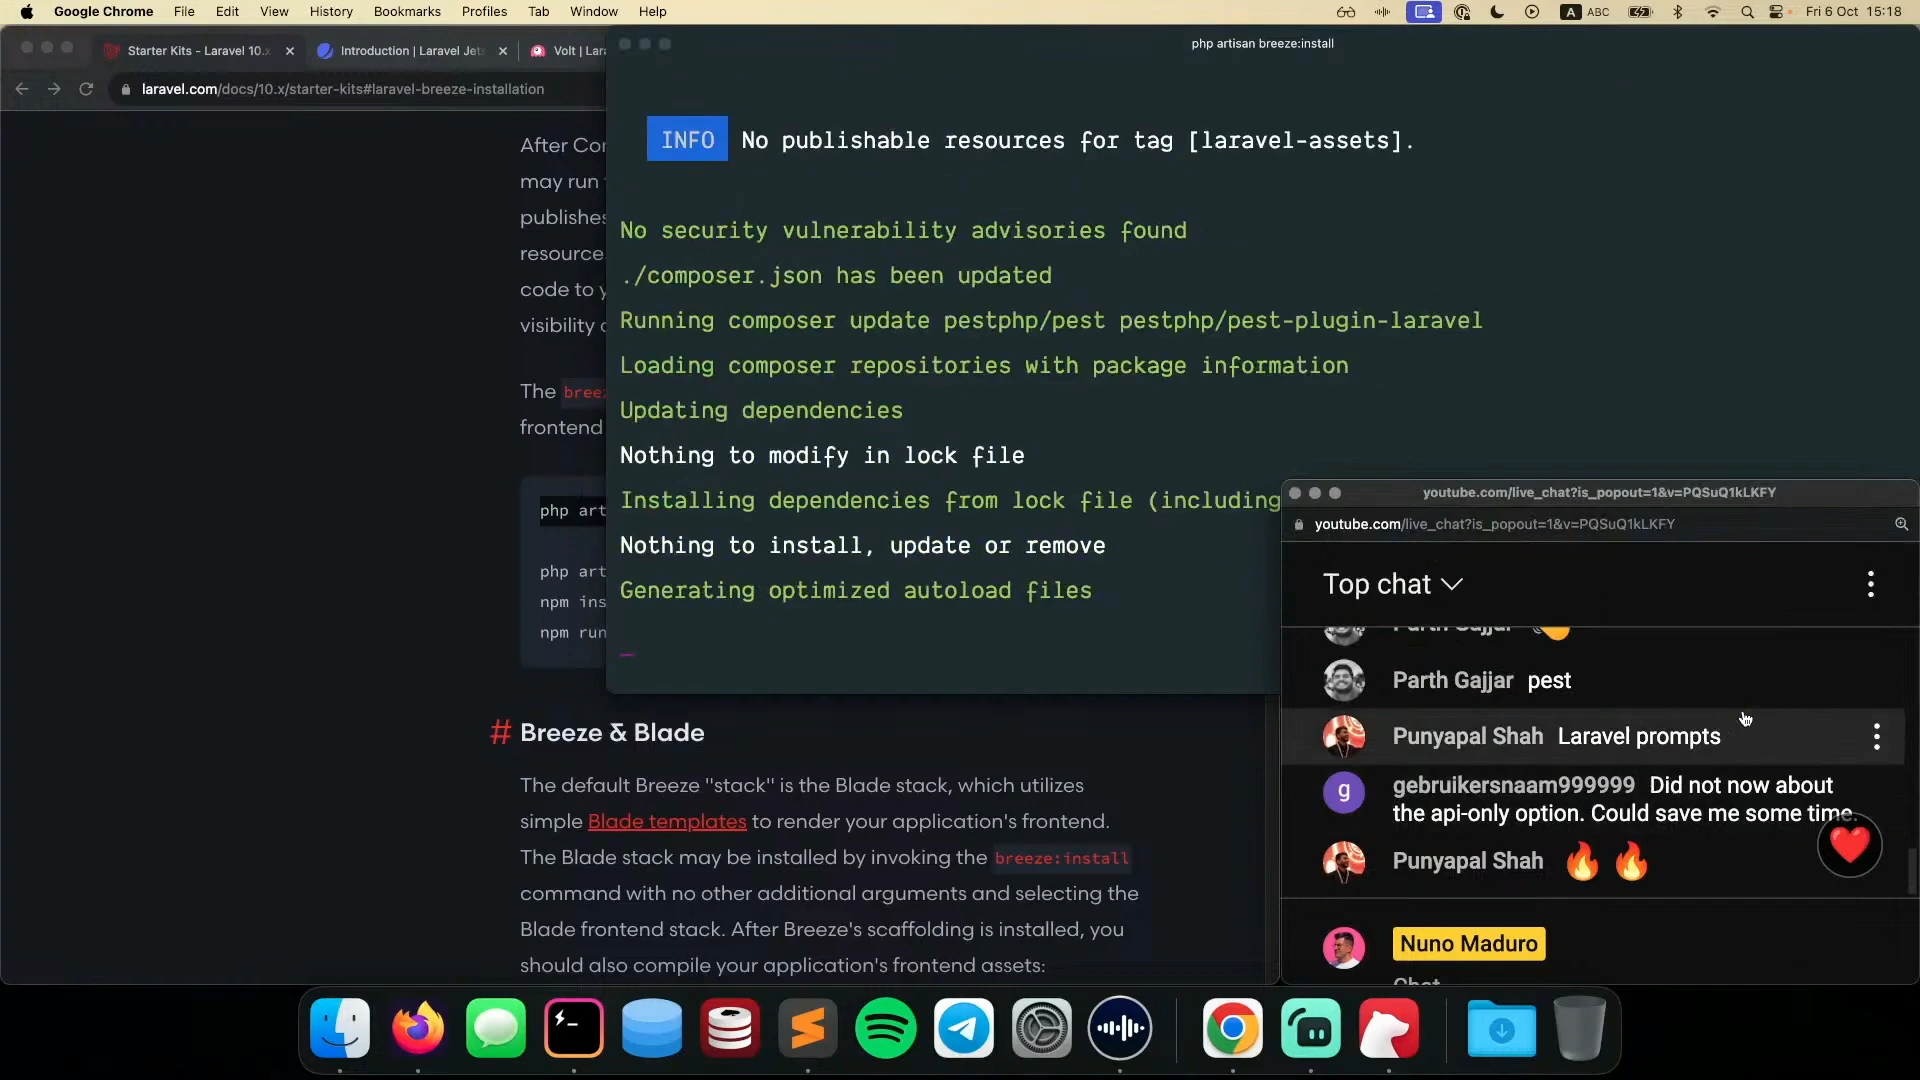 Google Chrome File Edit View History Bookmarks Profiles Tab Window Help
A ABC Fri 6 Oct 15:18
Starter Kits - Laravel 10.x
Introduction | Laravel Jets
Volt | Lara
laravel.com/docs/10.x/starter-kits#laravel-breeze-installation
After Co
may run
publishes
resource
code to y
visibility
The bree
frontend
php art
php art
npm ins
npm run
# Breeze & Blade
The default Breeze "stack" is the Blade stack, which utilizes
simple Blade templates to render your application's frontend.
The Blade stack may be installed by invoking the breeze:install
command with no other additional arguments and selecting the
Blade frontend stack. After Breeze's scaffolding is installed, you
should also compile your application's frontend assets:
php artisan breeze:install
INFO No publishable resources for tag [laravel-assets].
No security vulnerability advisories found
./composer.json has been updated
Running composer update pestphp/pest pestphp/pest-plugin-laravel
Loading composer repositories with package information
Updating dependencies
Nothing to modify in lock file
Installing dependencies from lock file (including
Nothing to install, update or remove
Generating optimized autoload files
youtube.com/live_chat?is_popout=1&v=PQSuQ1kLKFY
youtube.com/live_chat?is_popout=1&v=PQSuQ1kLKFY
Top chat
Parth Gajjar
Parth Gajjar pest
Punyapal Shah Laravel prompts
g gebruikersnaam999999 Did not now about
the api-only option. Could save me some time.
Punyapal Shah
Nuno Maduro
Chat